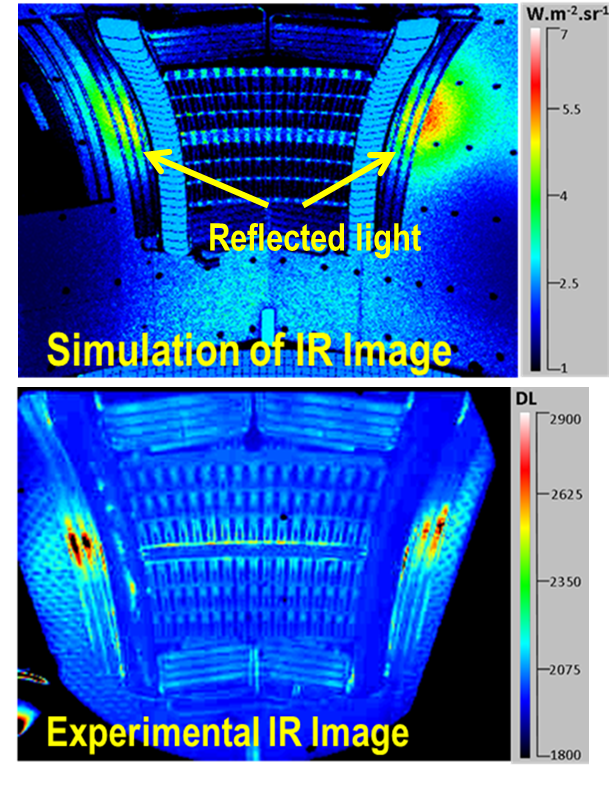 W.m-2.sr-1
7
5.5
4
2.5
1
Reflected light
Simulation of IR Image
DL
2900
2625
2350
2075
1800
Experimental IR Image